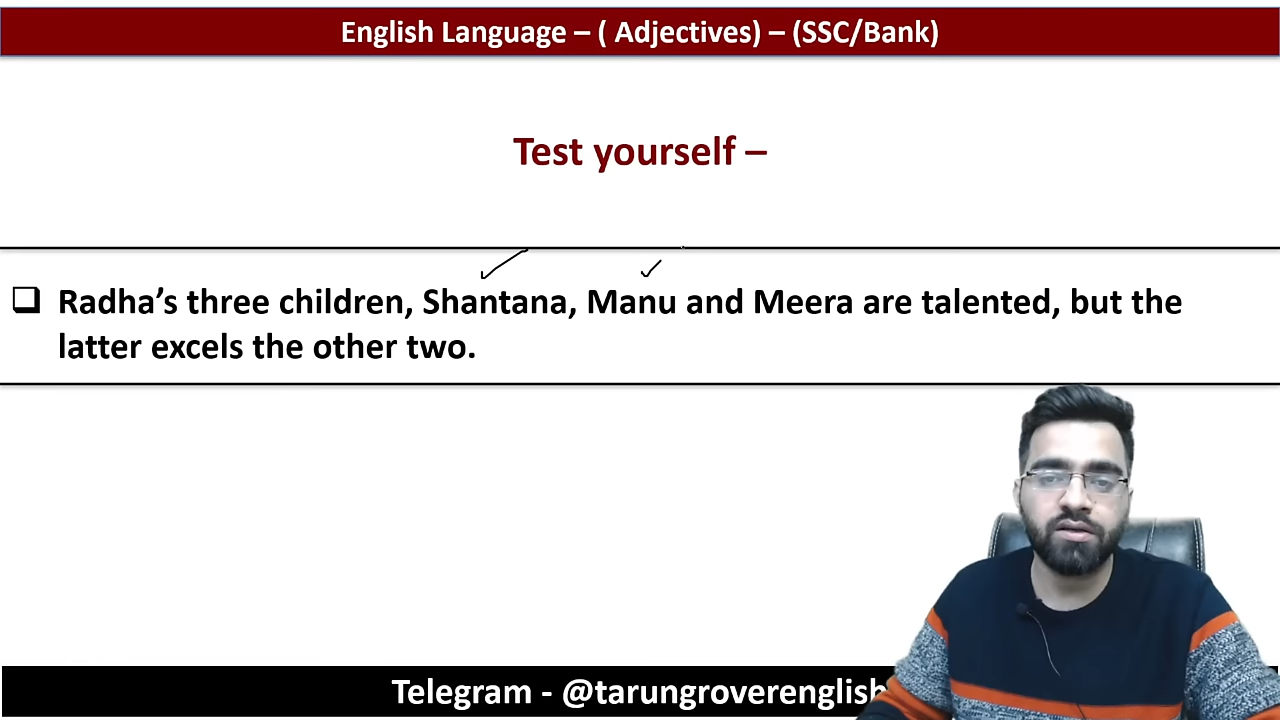 English Language – ( Adjectives) – (SSC/Bank)
Test yourself –
❑ Radha’s three children, Shantana, Manu and Meera are talented, but the
latter excels the other two.
Telegram - @tarungroverenglish